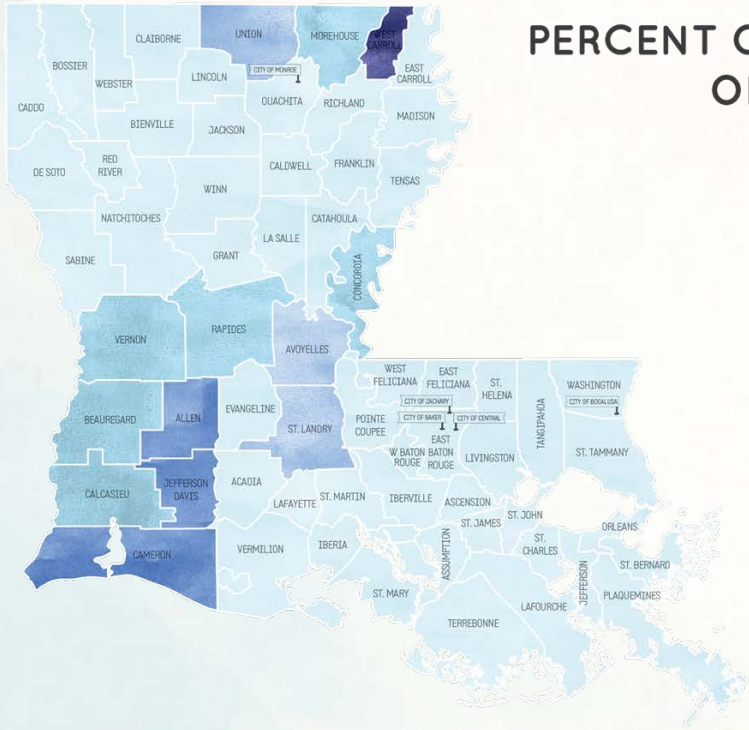 PERCENT O
O
CLAIBORNE
UNION
MOREHOUSE
WEST
CARROLL
BOSSIER
WEBSTER
LINCOLN
CITY OF MONROE
EAST
CARROLL
CADDO
OUACHITA
RICHLAND
MADISON
BIENVILLE
JACKSON
DE SOTO
RED
RIVER
CALDWELL
FRANKLIN
TENSAS
WINN
NATCHITOCHES
CATAHOULA
LA SALLE
SABINE
GRANT
CONCORDIA
VERNON
RAPIDES
AVOYELLES
WEST
FELICIANA
EAST
FELICIANA
ST.
HELENA
WASHINGTON
CITY OF ZACHARY
CITY OF BOGALUSA
BEAUREGARD
ALLEN
EVANGELINE
ST. LANDRY
POINTE
COUPEE
CITY OF BAKER
CITY OF CENTRAL
TANGIPAHOA
W BATON
ROUGE
EAST
BATON
ROUGE
LIVINGSTON
ST. TAMMANY
CALCASIEU
JEFFERSON
DAVIS
ACADIA
LAFAYETTE
ST. MARTIN
IBERVILLE
ASCENSION
ST. JAMES
ST. JOHN
ST.
CHARLES
ORLEANS
CAMERON
VERMILION
IBERIA
ASSUMPTION
JEFFERSON
ST. BERNARD
ST. MARY
LAFOURCHE
PLAQUEMINES
TERREBONNE